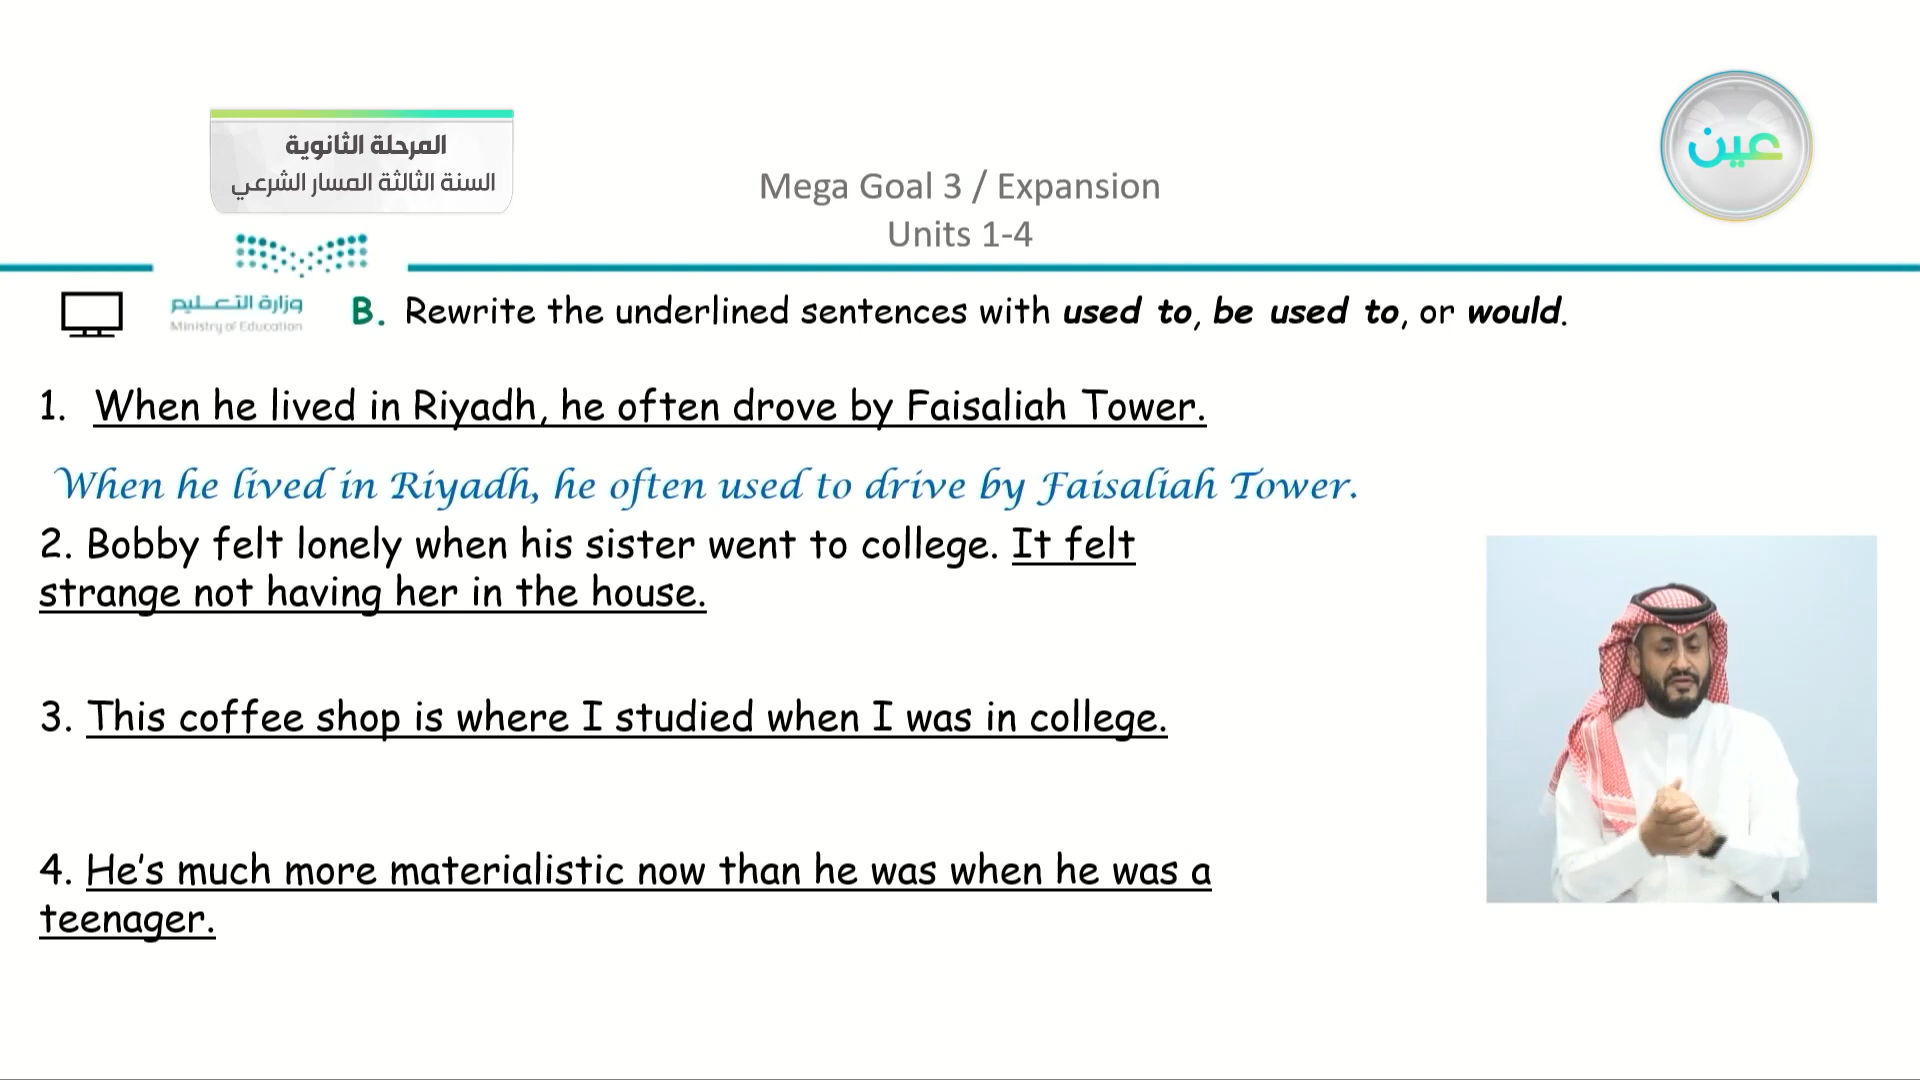 المرحلة الثانوية
السنة الثالثة المسار الشرعي
عين
Mega Goal 3 / Expansion
Units 1-4
وزارة التعليم
Ministry of Education
B. Rewrite the underlined sentences with used to, be used to, or would.
1. When he lived in Riyadh, he often drove by Faisaliah Tower.
When he lived in Riyadh, he often used to drive by Faisaliah Tower.
2. Bobby felt lonely when his sister went to college. It felt
strange not having her in the house.
3. This coffee shop is where I studied when I was in college.
4. He’s much more materialistic now than he was when he was a
teenager.